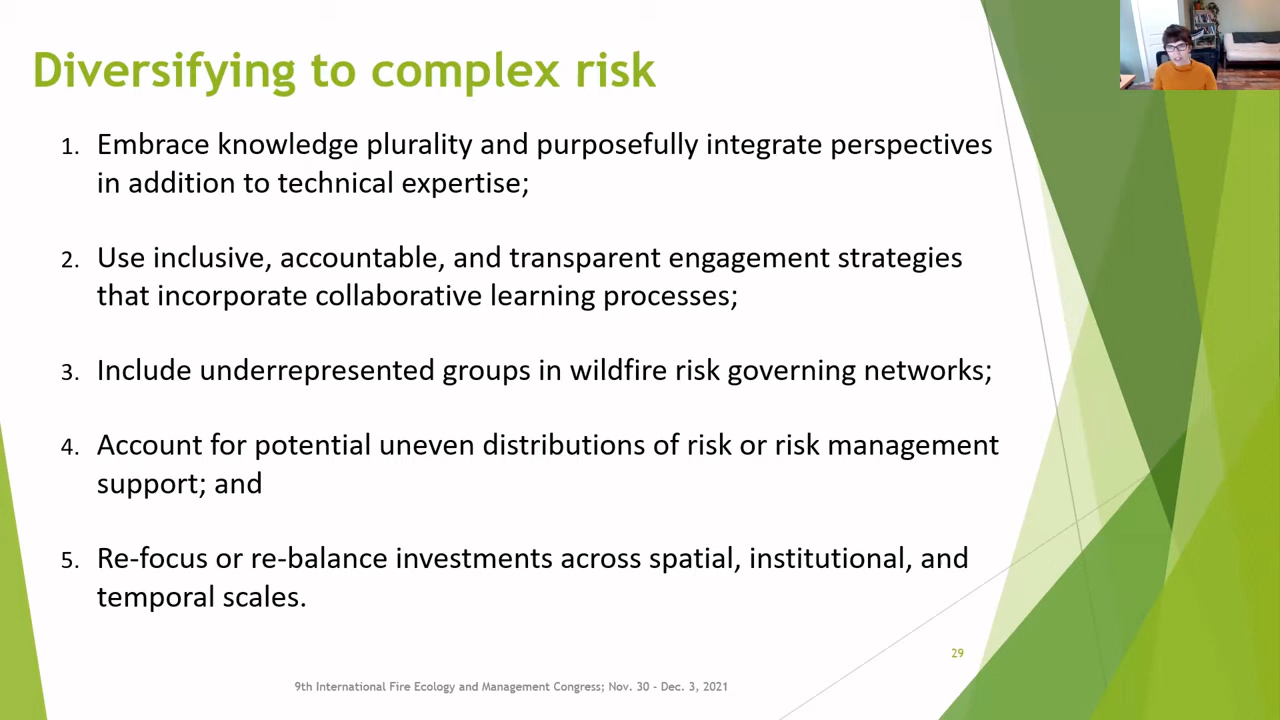 Diversifying to complex risk
1. Embrace knowledge plurality and purposefully integrate perspectives
in addition to technical expertise;
2. Use inclusive, accountable, and transparent engagement strategies
that incorporate collaborative learning processes;
3. Include underrepresented groups in wildfire risk governing networks;
4. Account for potential uneven distributions of risk or risk management
support; and
5. Re-focus or re-balance investments across spatial, institutional, and
temporal scales.
29
9th International Fire Ecology and Management Congress; Nov. 30 - Dec. 3, 2021